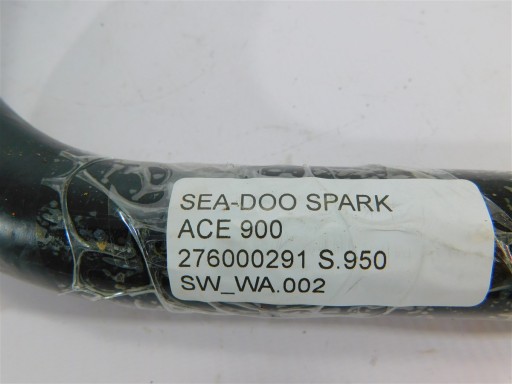 SEA-DOO SPARK
ACE 900
276000291 S.950
SW_WA.002